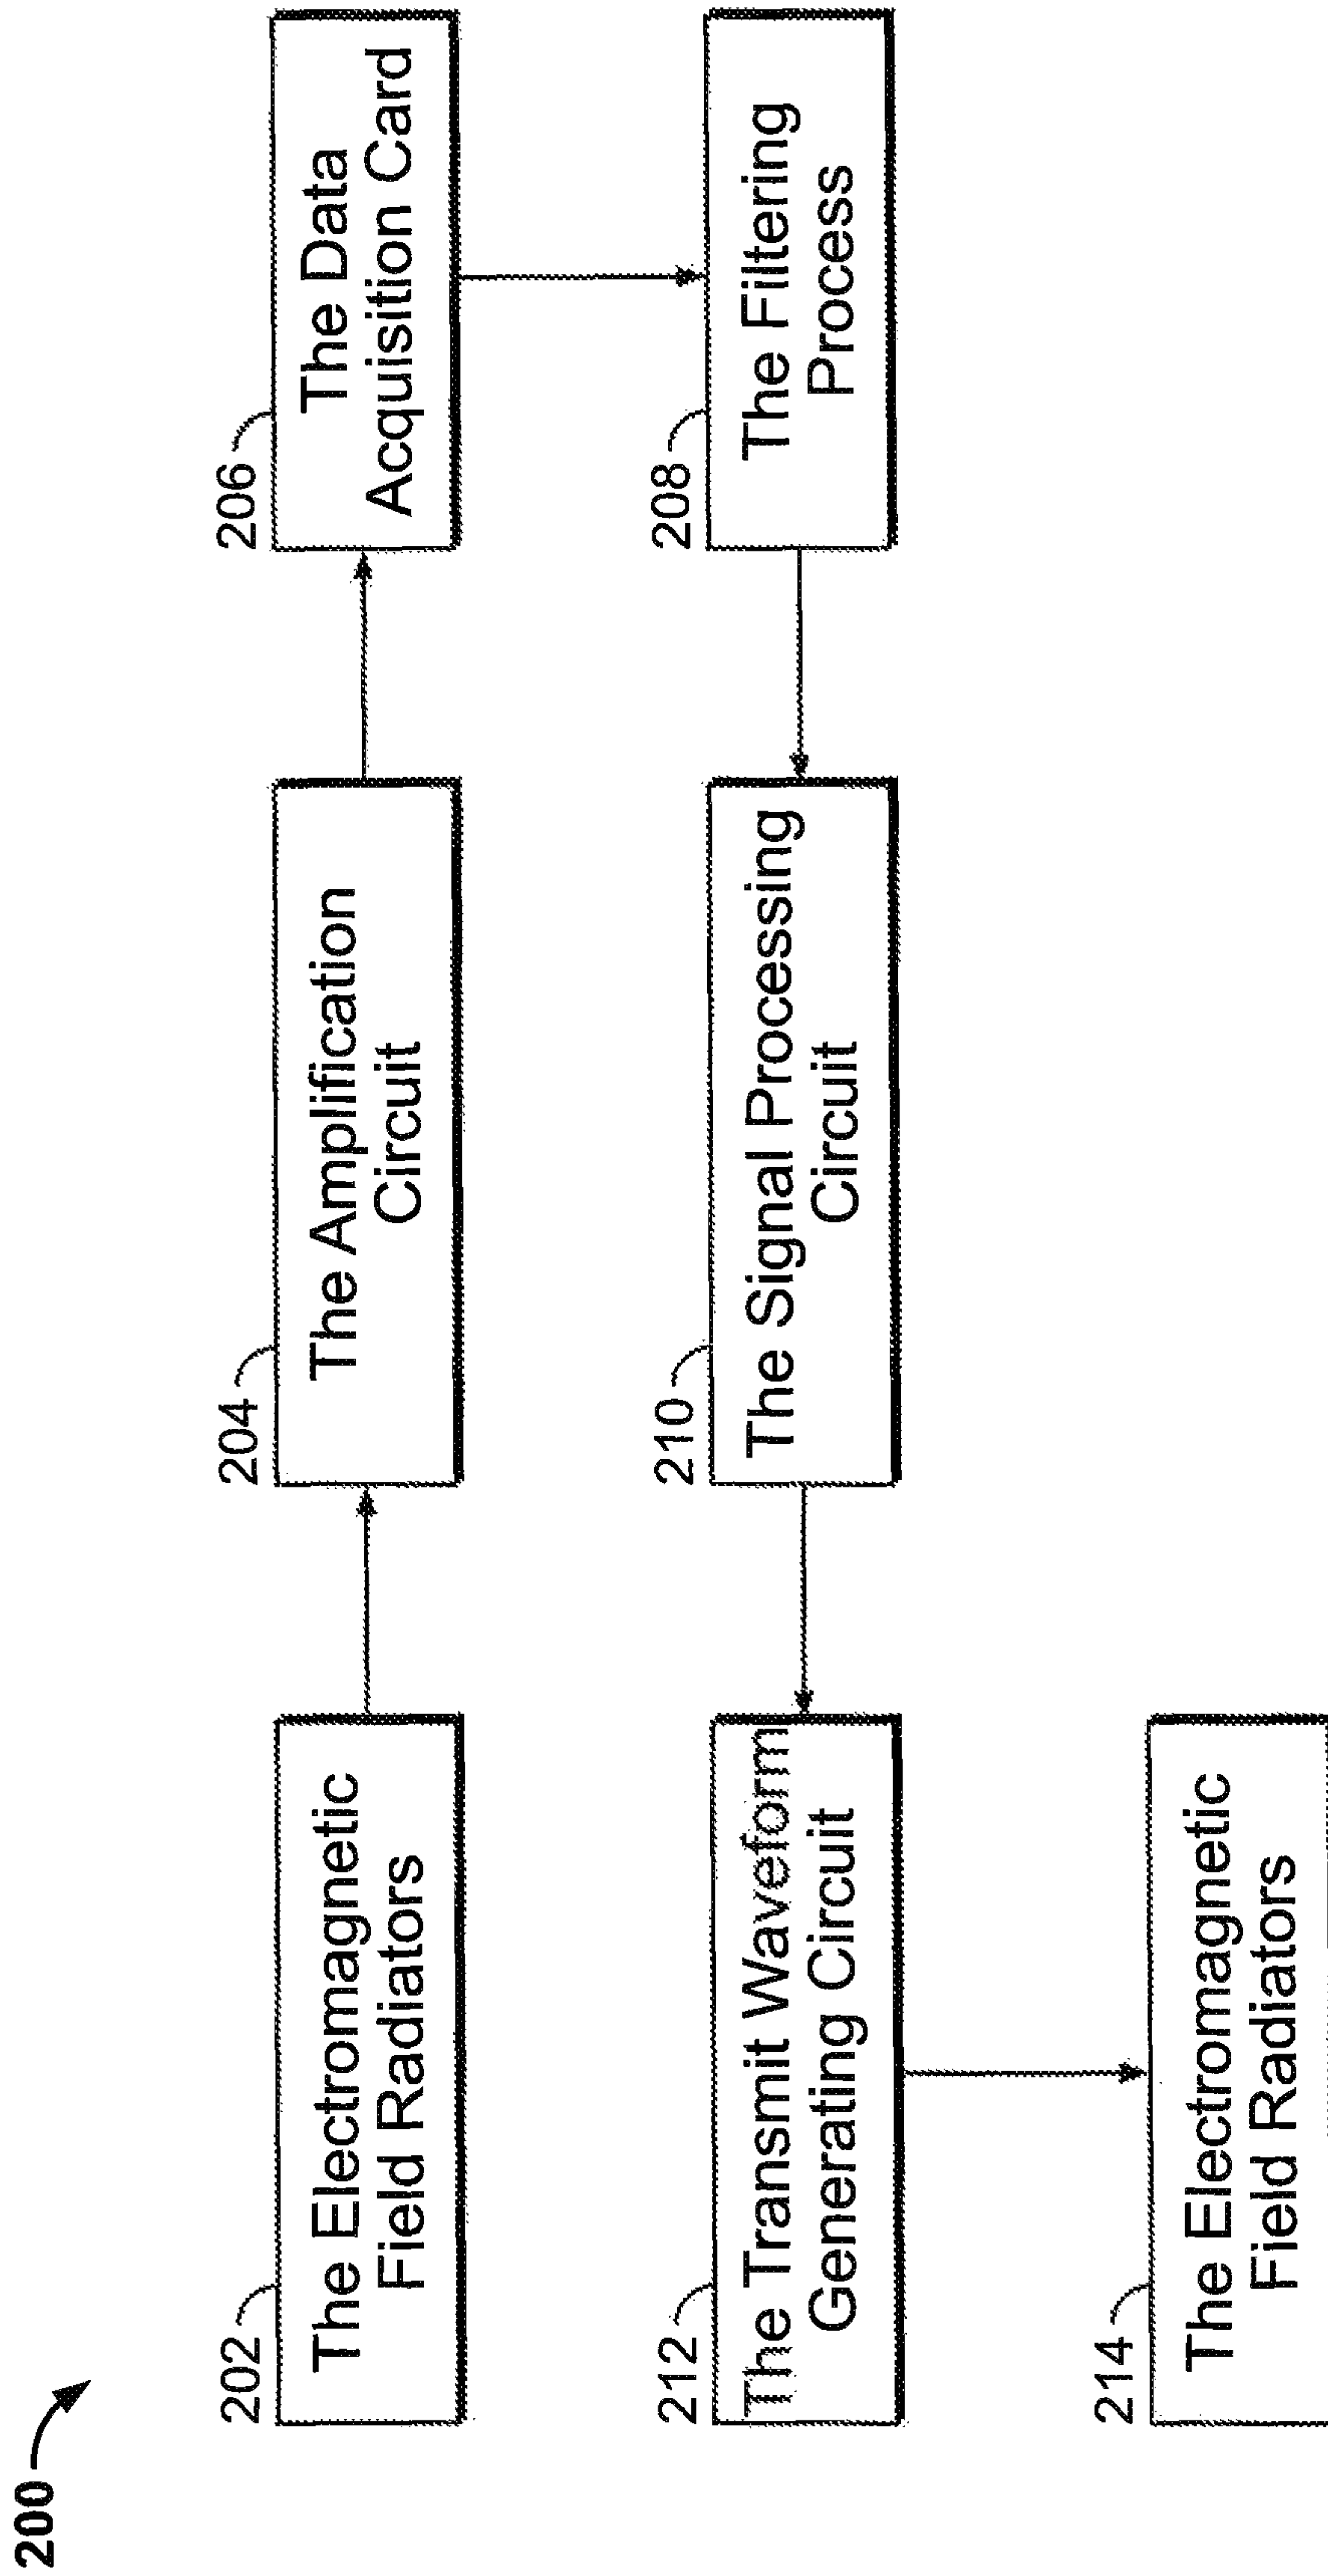 200
202
The Electromagnetic
Field Radiators
204
The Amplification
Circuit
206
The Data
Acquisition Card
208
The Filtering
Process
210
The Signal Processing
Circuit
212
The Transmit Waveform
Generating Circuit
214
The Electromagnetic
Field Radiators